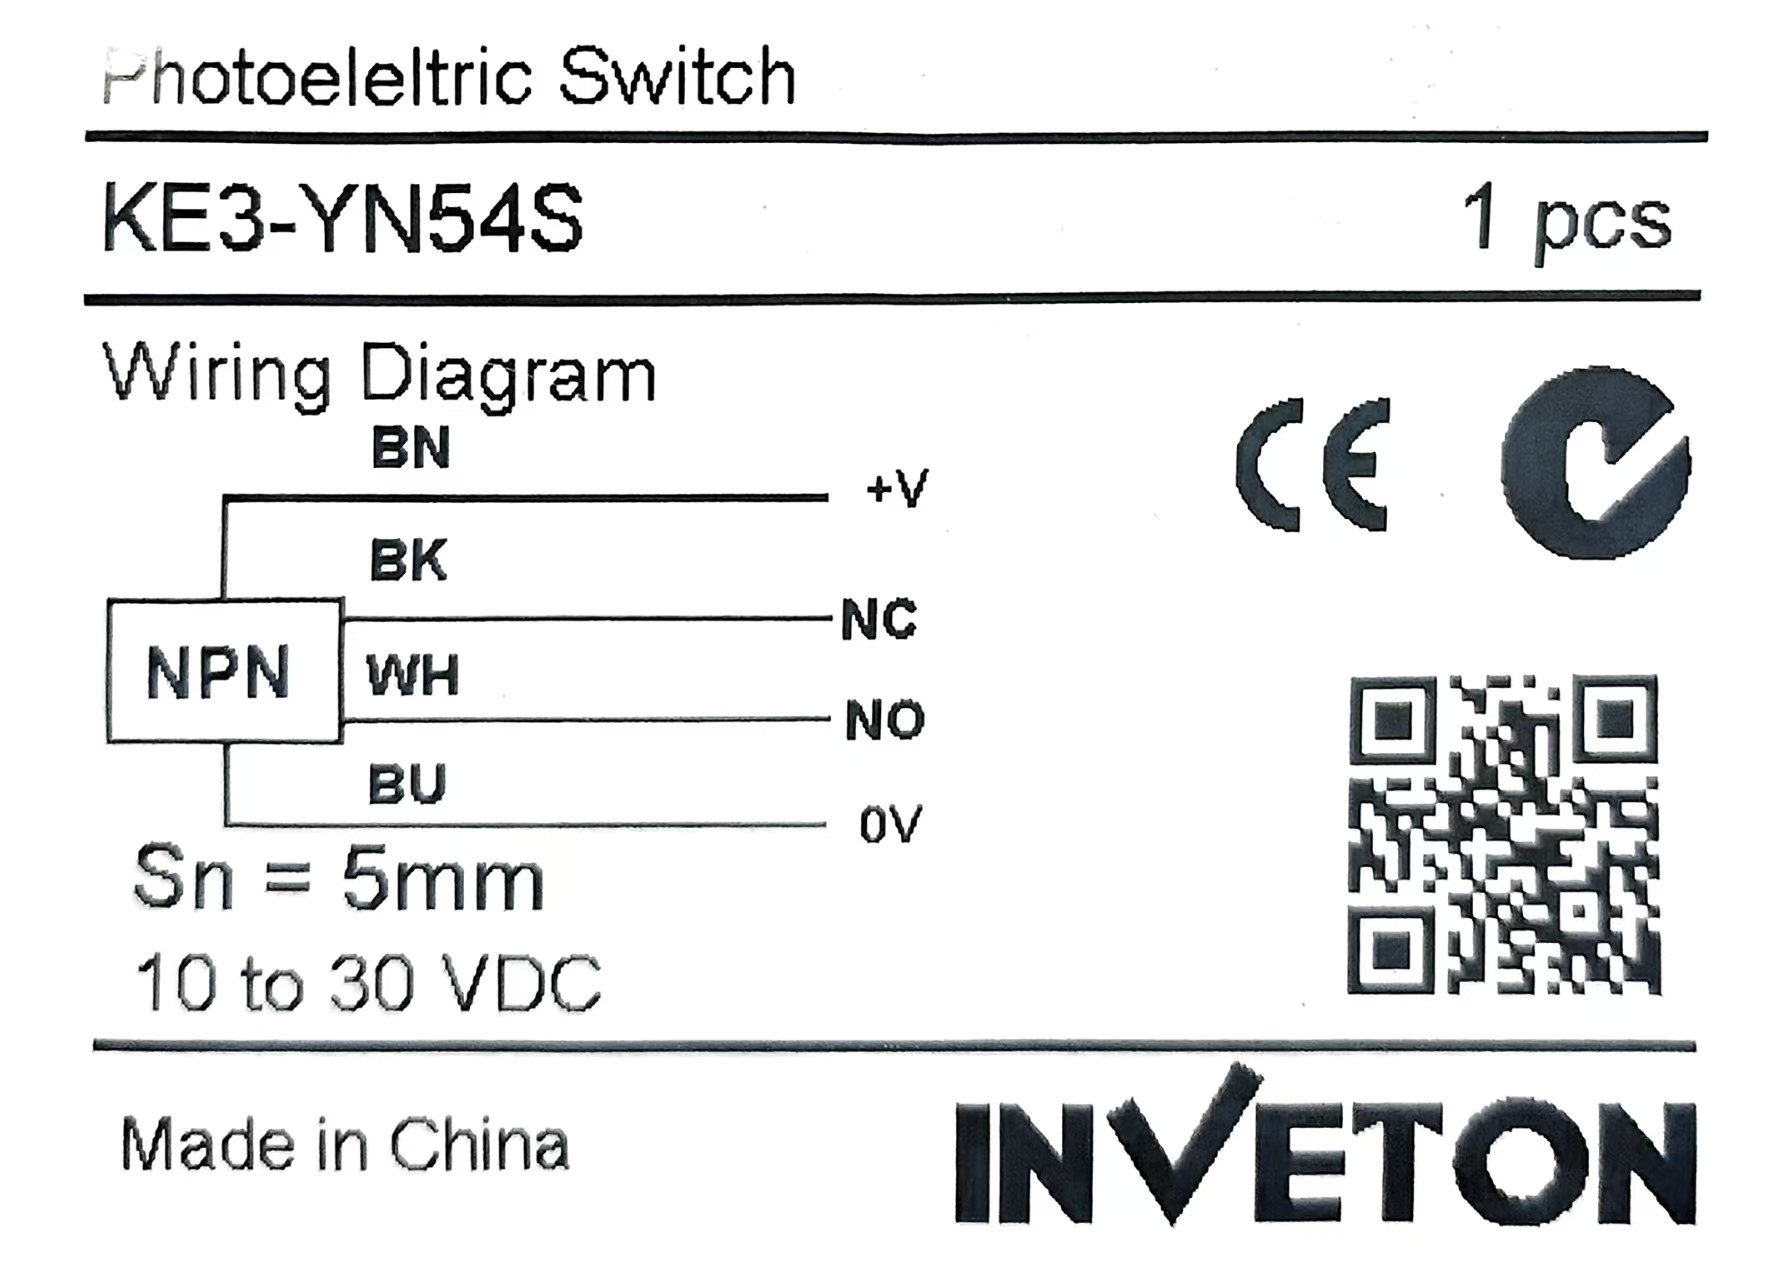 Photoeleltric Switch
KE3-YN54S 1 pcs
Wiring Diagram
BN
+V
BK
NC
NPN
WH
NO
BU
0V
Sn = 5mm
10 to 30 VDC
CE
Made in China
INVETON